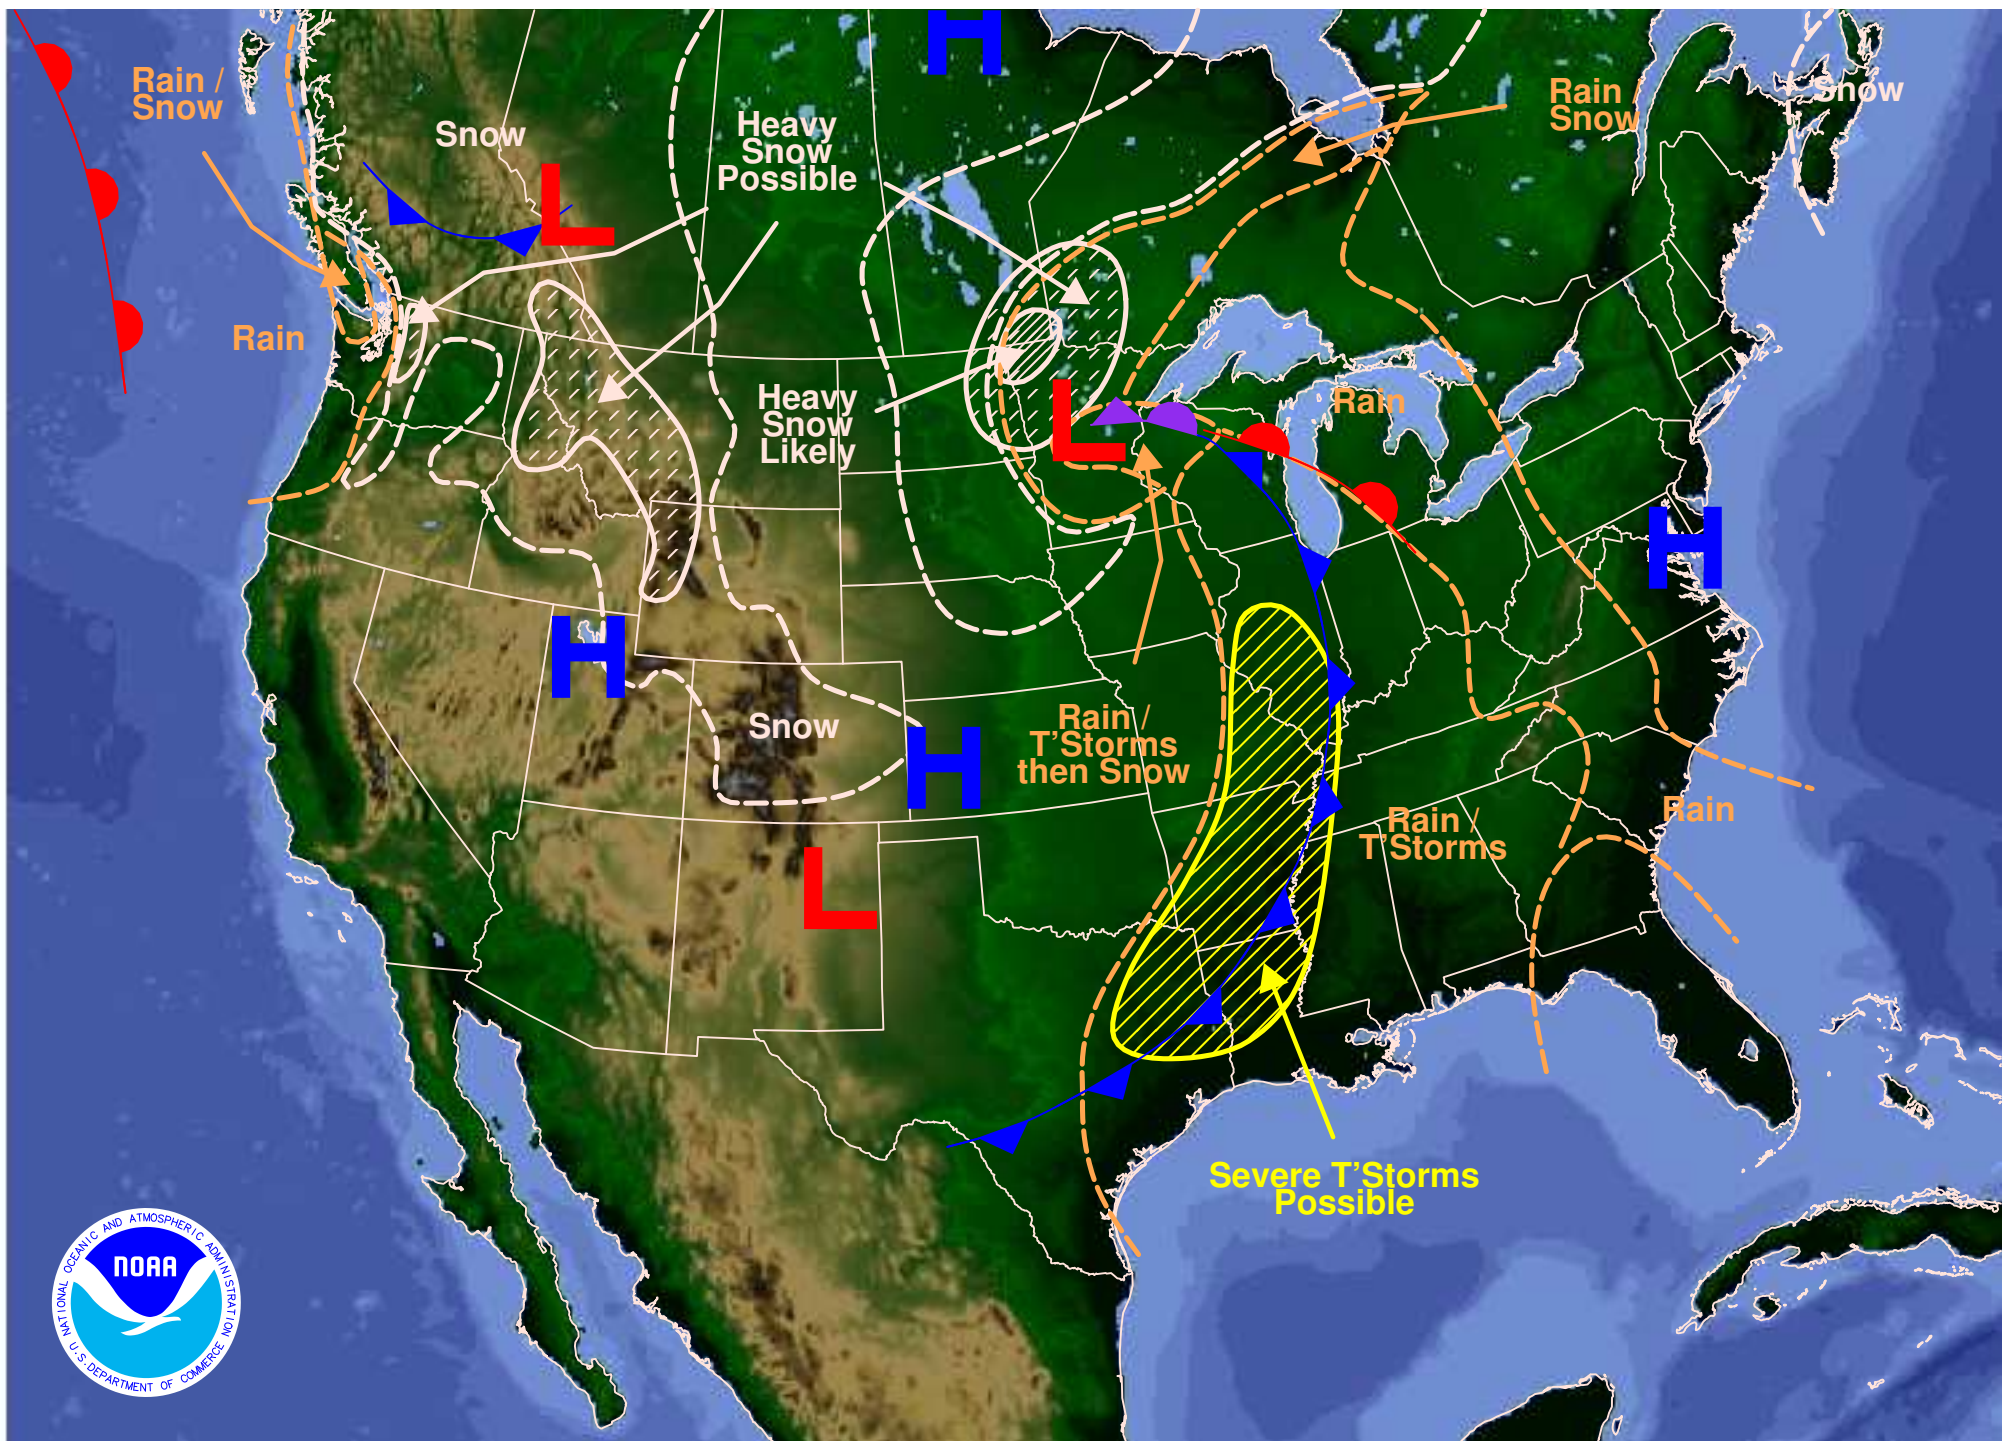 H
Rain /
Snow
Snow
Heavy
Snow
Possible
Rain /
Snow
Snow
L
Rain
Heavy
Snow
Likely
L
Rain
H
H
Snow
H
Rain /
T'Storms
then Snow
Rain /
T'Storms
Rain
L
Severe T'Storms
Possible
NATIONAL OCEANIC AND ATMOSPHERIC ADMINISTRATION
NOAA
U.S. DEPARTMENT OF COMMERCE